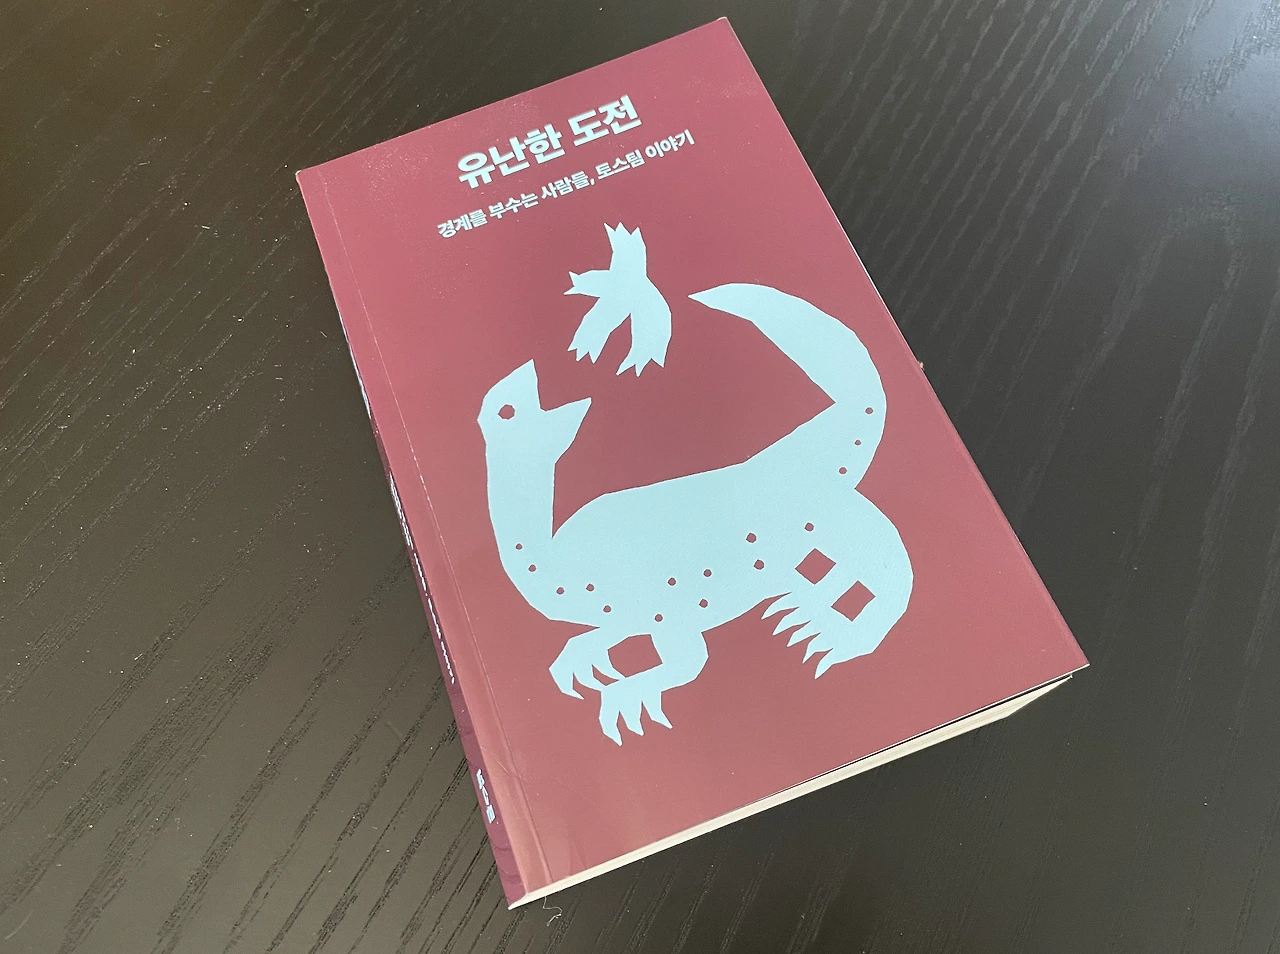 유난한 도전
경계를 부수는 사람들, 토스팀 이야기